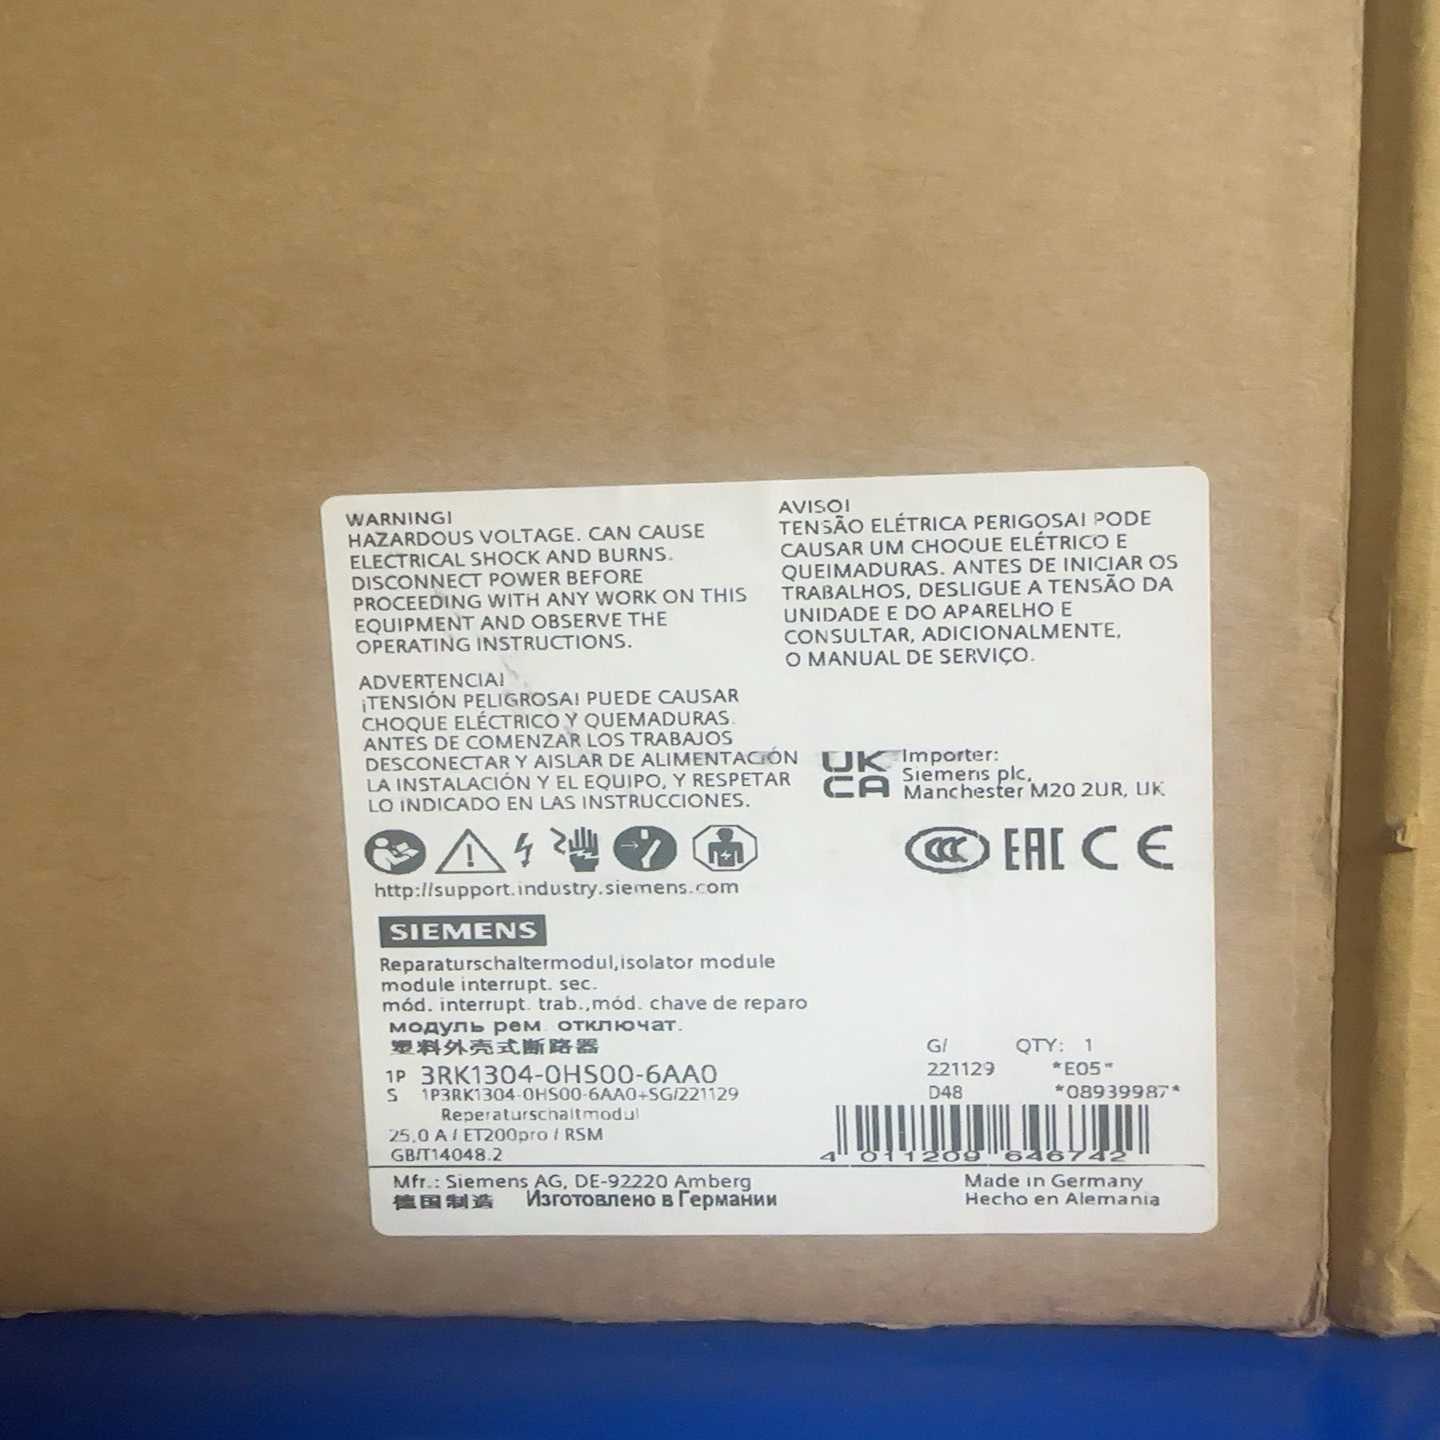 WARNING!
HAZARDOUS VOLTAGE. CAN CAUSE
ELECTRICAL SHOCK AND BURNS.
DISCONNECT POWER BEFORE
PROCEEDING WITH ANY WORK ON THIS
EQUIPMENT AND OBSERVE THE
OPERATING INSTRUCTIONS.
ADVERTENCIA!
¡TENSIÓN PELIGROSA! PUEDE CAUSAR
CHOQUE ELÉCTRICO Y QUEMADURAS.
ANTES DE COMENZAR LOS TRABAJOS
DESCONECTAR Y AISLAR DE ALIMENTACIÓN
LA INSTALACIÓN Y EL EQUIPO, Y RESPETAR
LO INDICADO EN LAS INSTRUCCIONES.
AVISO!
TENSÃO ELÉTRICA PERIGOSA! PODE
CAUSAR UM CHOQUE ELÉTRICO E
QUEIMADURAS. ANTES DE INICIAR OS
TRABALHOS, DESLIGUE A TENSÃO DA
UNIDADE E DO APARELHO E
CONSULTAR, ADICIONALMENTE,
O MANUAL DE SERVIÇO.
UK
CA
Importer:
Siemens plc,
Manchester M20 2UR, UK
CCC EAC CE
http://support.industry.siemens.com
SIEMENS
Reparaturschaltermodul,isolator module
module interrupt. sec.
mód. interrupt. trab.,mód. chave de reparo
модуль рем. отключат.
塑料外壳式断路器
1P 3RK1304-0HS00-6AA0
S 1P3RK1304-0HS00-6AA0+SG/221129
Reperaturschaltmodul
25,0 A / ET200pro / RSM
GB/T14048.2
G/ QTY: 1
221129 *E05*
D48 *08939987*
4 011209 646742
Mfr.: Siemens AG, DE-92220 Amberg
德国制造 Изготовлено в Германии
Made in Germany
Hecho en Alemania